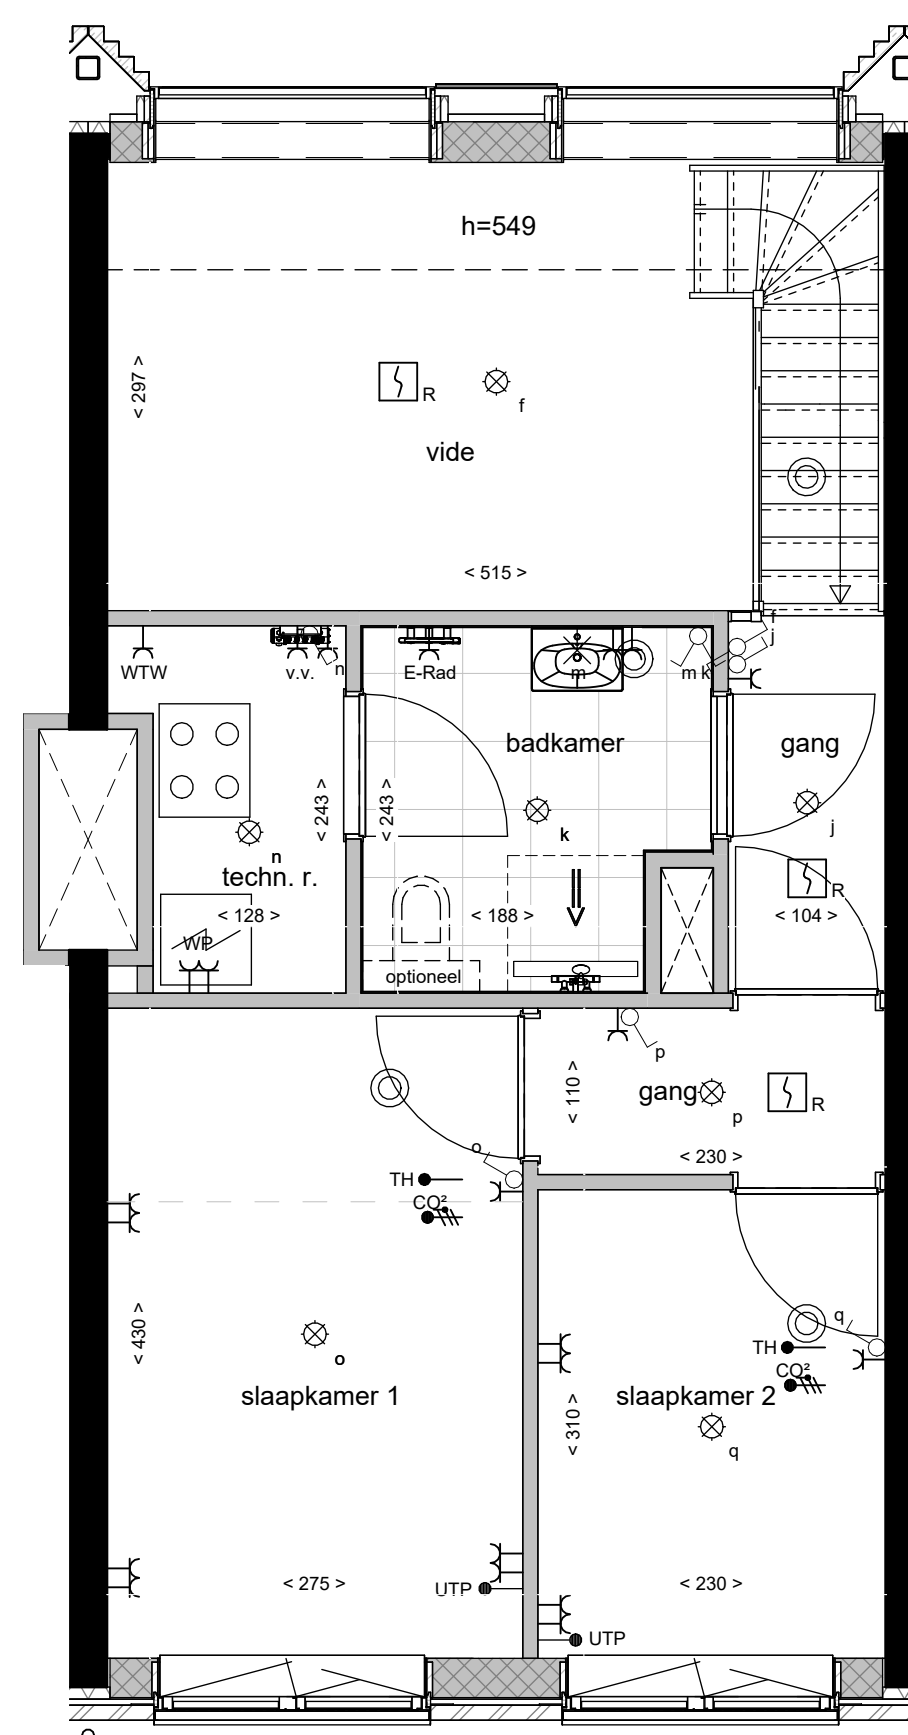 h=549
< 297 >
R
f
vide
< 515 >
f
j
WTW
v.v.
n
E-Rad
m
m k
badkamer
gang
< 243 >
< 243 >
j
n
k
techn. r.
R
< 128 >
< 188 >
< 104 >
WP
optioneel
p
< 110 >
gang
p
R
< 230 >
o
TH
CO²
< 430 >
o
q
TH
CO²
slaapkamer 1
slaapkamer 2
< 310 >
q
< 275 >
< 230 >
UTP
UTP